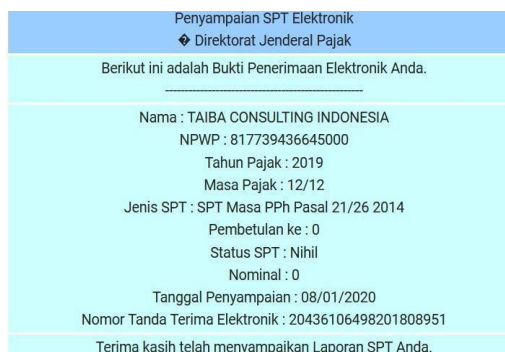 Penyampaian SPT Elektronik
� Direktorat Jenderal Pajak
Berikut ini adalah Bukti Penerimaan Elektronik Anda.
----------------------------------------------------
Nama : TAIBA CONSULTING INDONESIA
NPWP : 817739436645000
Tahun Pajak : 2019
Masa Pajak : 12/12
Jenis SPT : SPT Masa PPh Pasal 21/26 2014
Pembetulan ke : 0
Status SPT : Nihil
Nominal : 0
Tanggal Penyampaian : 08/01/2020
Nomor Tanda Terima Elektronik : 20436106498201808951
Terima kasih telah menyampaikan Laporan SPT Anda.